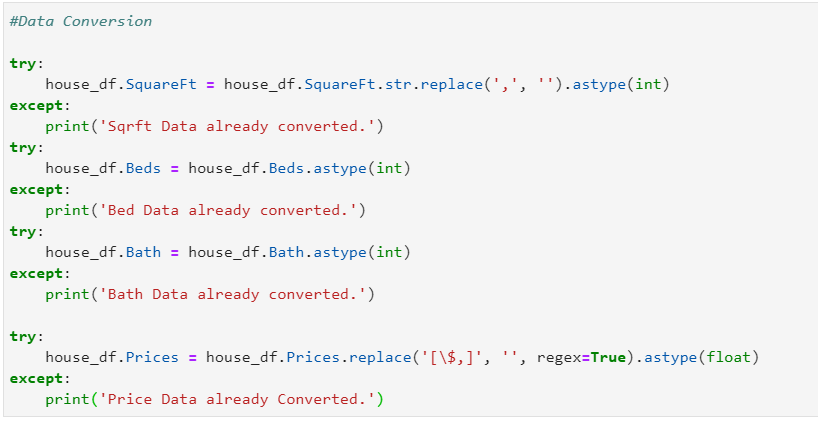 #Data Conversion
try:
    house_df.SquareFt = house_df.SquareFt.str.replace(',', '').astype(int)
except:
    print('Sqrft Data already converted.')
try:
    house_df.Beds = house_df.Beds.astype(int)
except:
    print('Bed Data already converted.')
try:
    house_df.Bath = house_df.Bath.astype(int)
except:
    print('Bath Data already converted.')
try:
    house_df.Prices = house_df.Prices.replace('[\$,]', '', regex=True).astype(float)
except:
    print('Price Data already Converted.')